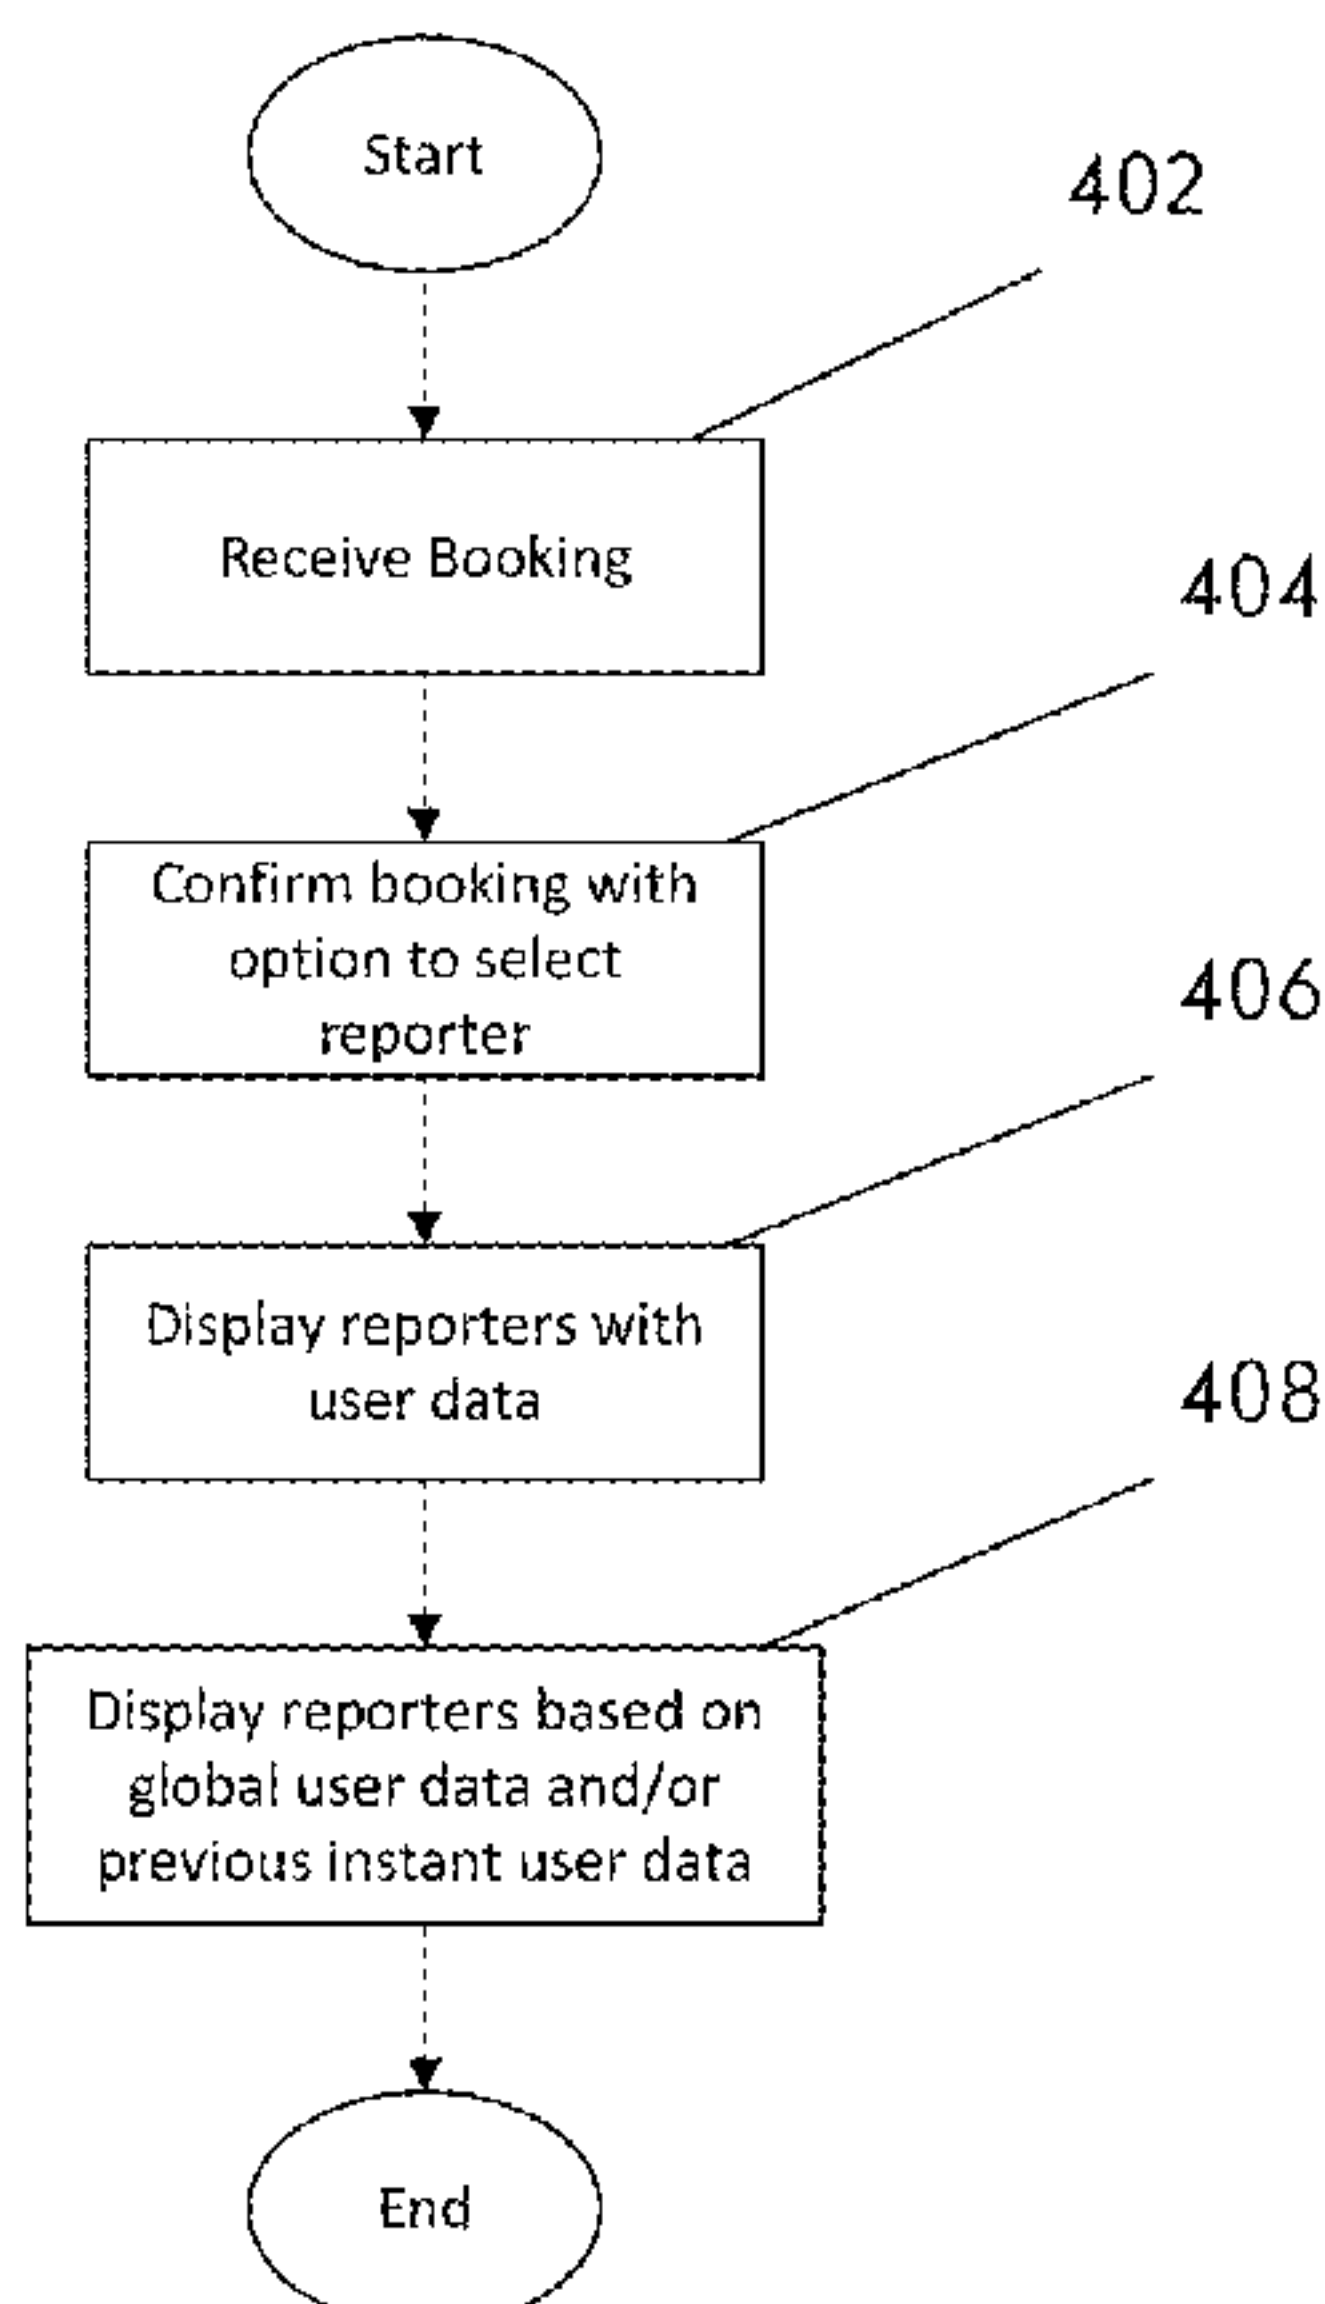 Start
402
Receive Booking
404
Confirm booking with
option to select
reporter
406
Display reporters with
user data
408
Display reporters based on
global user data and/or
previous instant user data
End